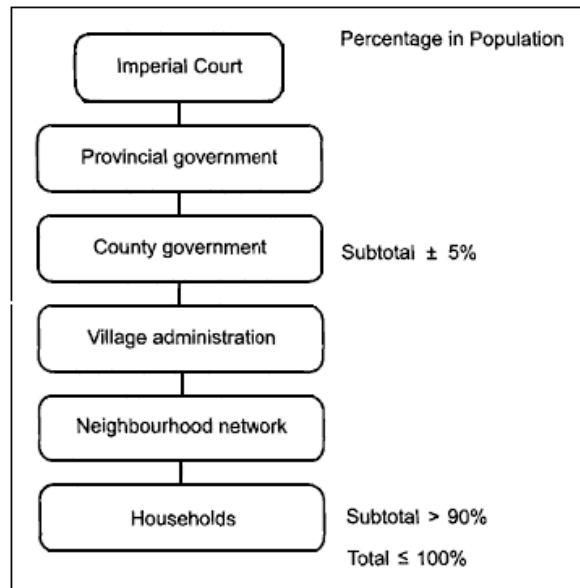 Percentage in Population
Imperial Court
Provincial government
County government
Subtotal ± 5%
Village administration
Neighbourhood network
Households
Subtotal > 90%
Total ≤ 100%